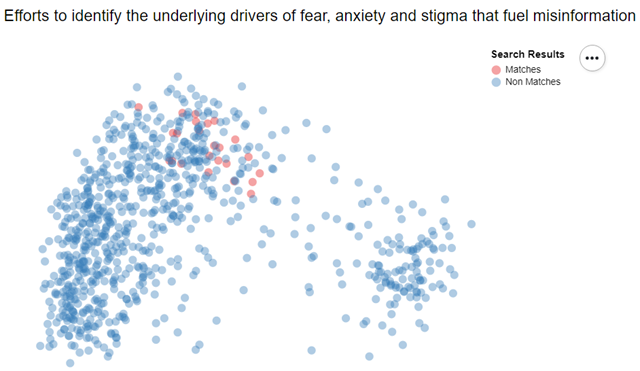 Efforts to identify the underlying drivers of fear, anxiety and stigma that fuel misinformation
Search Results
Matches
Non Matches